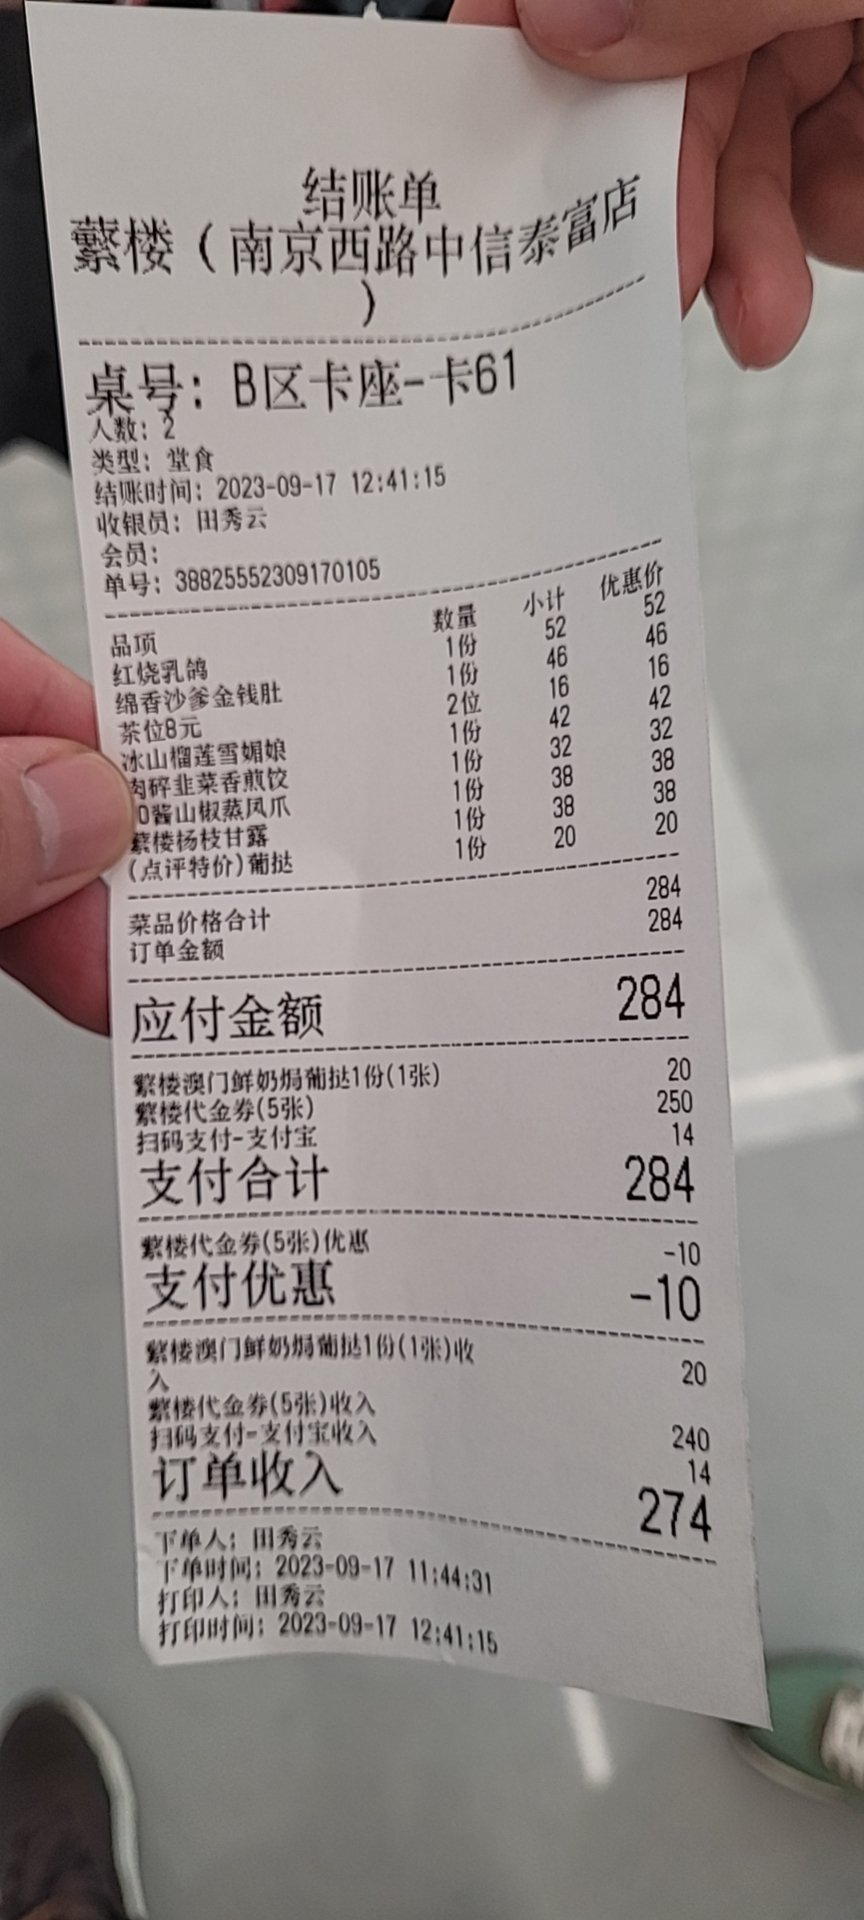 结账单
蘩楼（南京西路中信泰富店
）
桌号：B区卡座-卡61
人数：2
类型：堂食
结账时间：2023-09-17 12:41:15
收银员：田秀云
会员：
单号：38825552309170105
品项 数量 小计 优惠价
红烧乳鸽 1份 52 52
绵香沙爹金钱肚 1份 46 46
茶位8元 2位 16 16
冰山榴莲雪媚娘 1份 42 42
肉碎韭菜香煎饺 1份 32 32
O酱山椒蒸凤爪 1份 38 38
蘩楼杨枝甘露 1份 38 38
(点评特价)葡挞 1份 20 20
菜品价格合计 284
订单金额 284
应付金额 284
蘩楼澳门鲜奶焗葡挞1份(1张) 20
蘩楼代金券(5张) 250
扫码支付-支付宝 14
支付合计 284
蘩楼代金券(5张)优惠 -10
支付优惠 -10
蘩楼澳门鲜奶焗葡挞1份(1张)收
入 20
蘩楼代金券(5张)收入 240
扫码支付-支付宝收入 14
订单收入 274
下单人：田秀云
下单时间：2023-09-17 11:44:31
打印人：田秀云
打印时间：2023-09-17 12:41:15